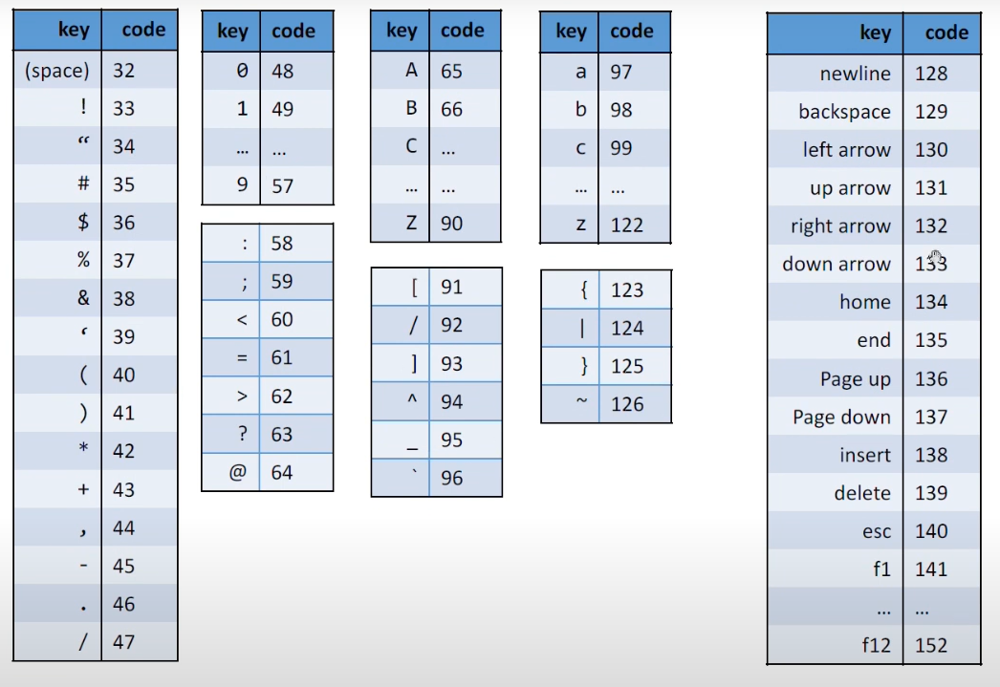 key code
(space) 32
! 33
“ 34
# 35
$ 36
% 37
& 38
‘ 39
( 40
) 41
* 42
+ 43
, 44
- 45
. 46
/ 47
key code
0 48
1 49
... ...
9 57
: 58
; 59
< 60
= 61
> 62
? 63
@ 64
key code
A 65
B 66
C ...
... ...
Z 90
[ 91
/ 92
] 93
^ 94
_ 95
` 96
key code
a 97
b 98
c 99
... ...
z 122
{ 123
| 124
} 125
~ 126
key code
newline 128
backspace 129
left arrow 130
up arrow 131
right arrow 132
down arrow 133
home 134
end 135
Page up 136
Page down 137
insert 138
delete 139
esc 140
f1 141
... ...
f12 152